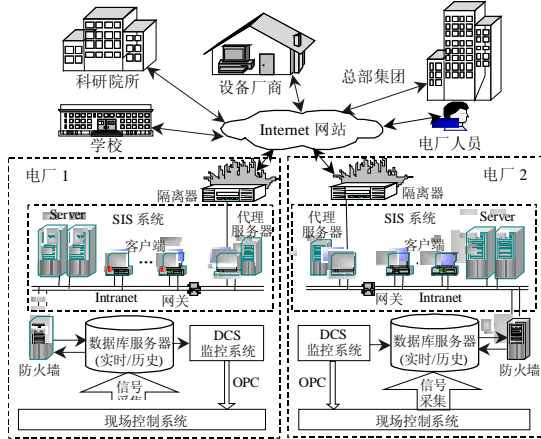 科研院所
设备厂商
总部集团
学校
Internet 网站
电厂人员
电厂 1
隔离器
Server
SIS 系统
代理
服务器
客户端
...
Intranet
网关
防火墙
数据库服务器
(实时/历史)
DCS
监控系统
OPC
信号
采集
现场控制系统
电厂 2
隔离器
代理
服务器
SIS 系统
Server
客户端
网关
Intranet
DCS
监控系统
数据库服务器
(实时/历史)
防火墙
OPC
信号
采集
现场控制系统